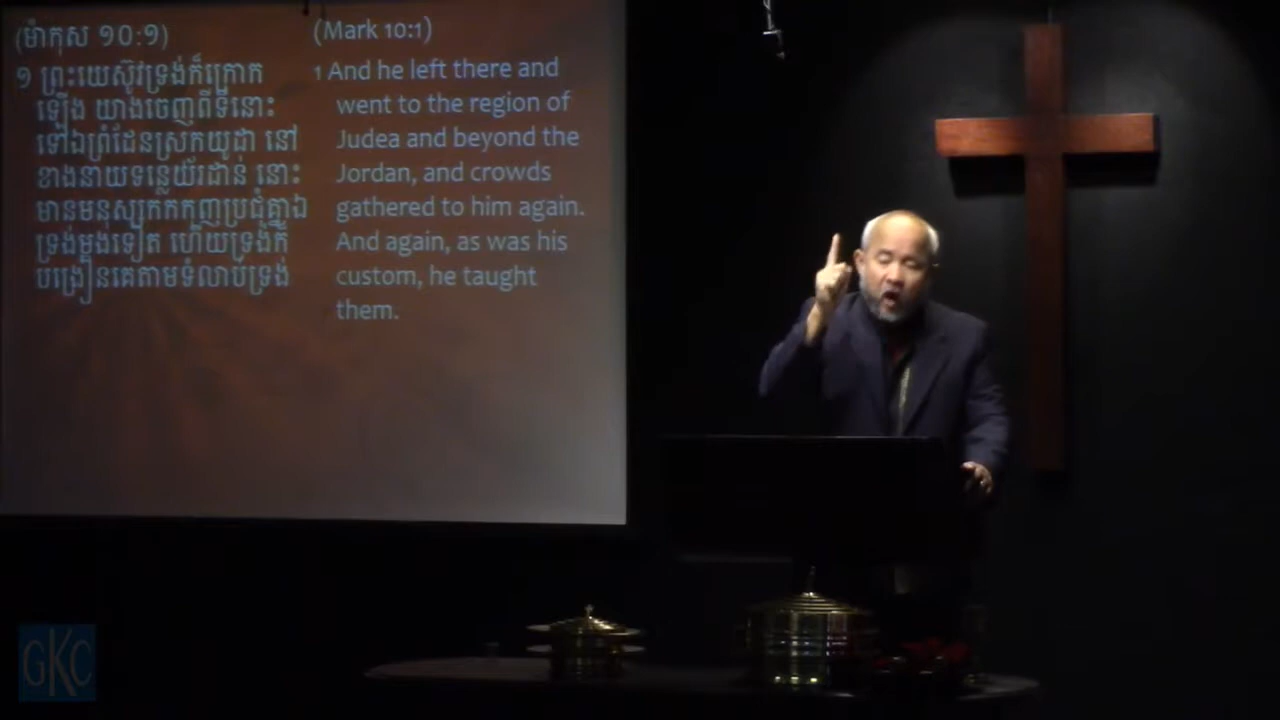 (ម៉ាកុស ១០:១)
១ ព្រះយេស៊ូវទ្រង់ក៏ក្រោក
ឡើង យាងចេញពីទីនោះ
ទៅឯព្រំដែនស្រុកយូដា នៅ
ខាងនាយទន្លេយ័រដាន់ នោះ
មានមនុស្សកកកុញប្រជុំគ្នាឯ
ទ្រង់ម្តងទៀត ហើយទ្រង់ក៏
បង្រៀនគេតាមទំលាប់ទ្រង់
(Mark 10:1)
1 And he left there and
went to the region of
Judea and beyond the
Jordan, and crowds
gathered to him again.
And again, as was his
custom, he taught
them.
GKC